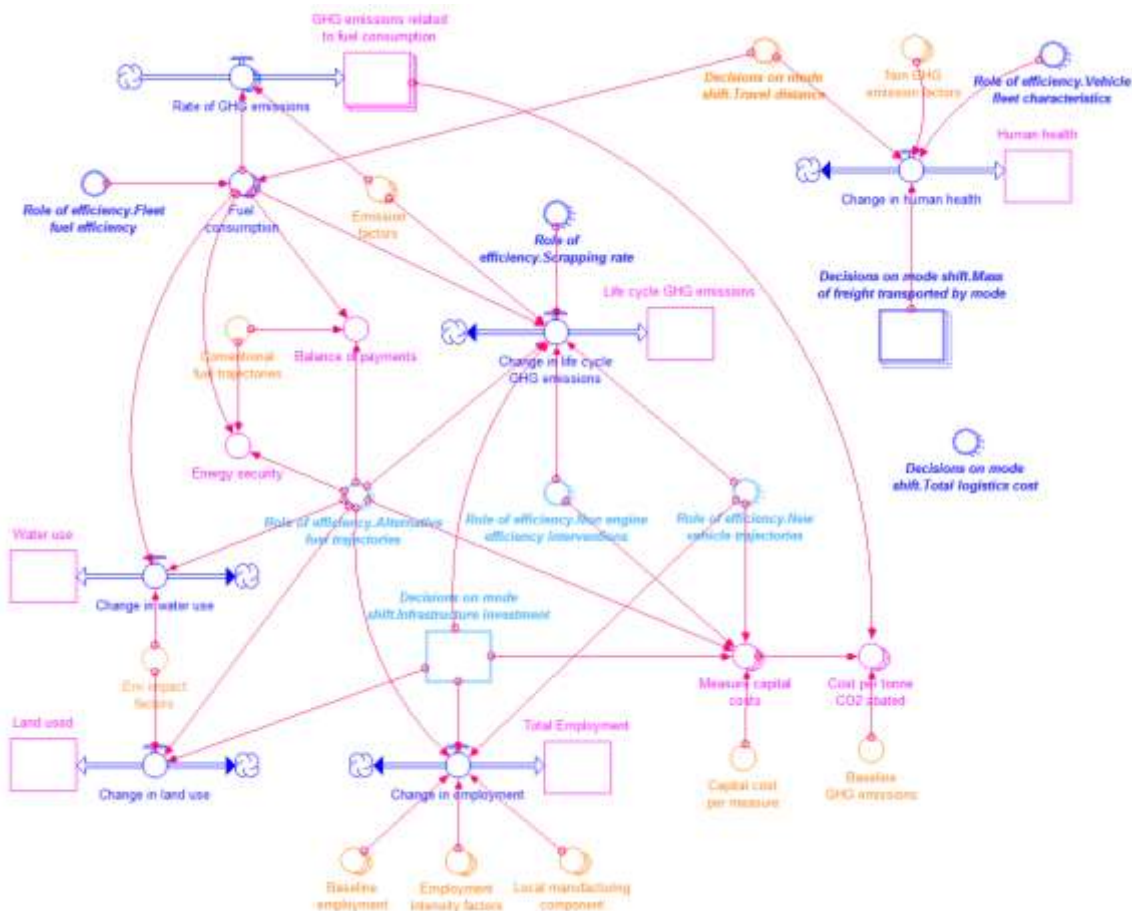 GHG emissions related
to fuel consumption
Rate of GHG emissions
Decisions on mode
shift.Travel distance
Non GHG
emission factors
Role of efficiency.Vehicle
fleet characteristics
Human health
Change in human health
Role of efficiency.Fleet
fuel efficiency
Fuel
consumption
Emission
factors
Role of
efficiency.Scrapping rate
Decisions on mode shift.Mass
of freight transported by mode
Life cycle GHG emissions
Conventional
fuel trajectories
Balance of payments
Change in life cycle
GHG emissions
Energy security
Decisions on mode
shift.Total logistics cost
Role of efficiency.Alternative
fuel trajectories
Role of efficiency.Non engine
efficiency interventions
Role of efficiency.New
vehicle trajectories
Water use
Change in water use
Decisions on mode
shift.Infrastructure investment
Env impact
factors
Measure capital
costs
Cost per tonne
CO2 abated
Land used
Total Employment
Change in land use
Change in employment
Capital cost
per measure
Baseline
GHG emissions
Baseline
employment
Employment
intensity factors
Local manufacturing
component